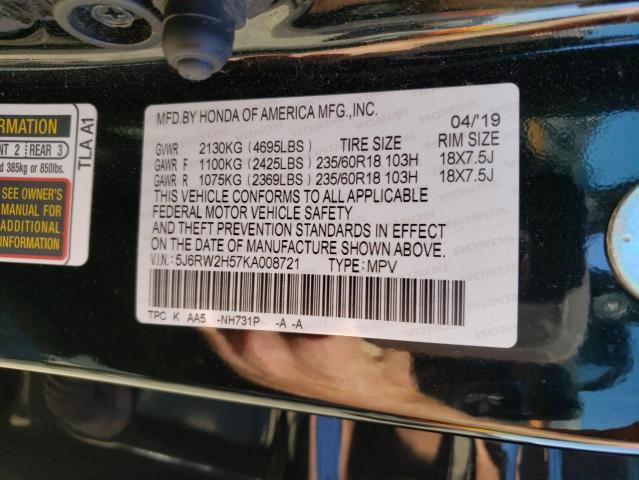 MFD.BY HONDA OF AMERICA MFG.,INC.
04/'19
GVWR 2130KG (4695LBS) TIRE SIZE RIM SIZE
GAWR F 1100KG (2425LBS) 235/60R18 103H 18X7.5J
GAWR R 1075KG (2369LBS) 235/60R18 103H 18X7.5J
THIS VEHICLE CONFORMS TO ALL APPLICABLE
FEDERAL MOTOR VEHICLE SAFETY
AND THEFT PREVENTION STANDARDS IN EFFECT
ON THE DATE OF MANUFACTURE SHOWN ABOVE.
V.I.N: 5J6RW2H57KA008721 TYPE:MPV
TPC K AA5 -NH731P -A -A
TLA A1
2 REAR 3
385kg or 850lbs.
SEE OWNER'S
MANUAL FOR
ADDITIONAL